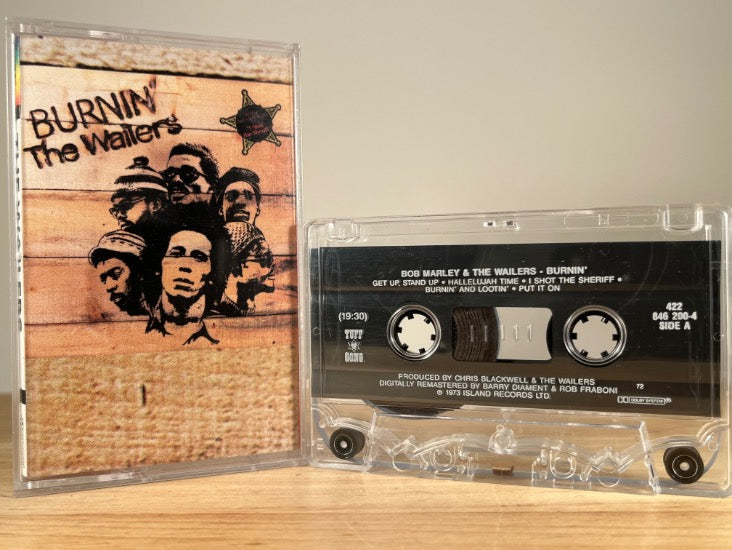 BURNIN'
The Wailers
BOB MARLEY & THE WAILERS - BURNIN'
GET UP, STAND UP • HALLELUJAH TIME • I SHOT THE SHERIFF •
BURNIN' AND LOOTIN' • PUT IT ON
(19:30)
TUFF
GONG
422
846 200-4
SIDE A
PRODUCED BY CHRIS BLACKWELL & THE WAILERS
DIGITALLY REMASTERED BY BARRY DIAMENT & ROB FRABONI
℗ 1973 ISLAND RECORDS LTD.
72
DOLBY SYSTEM